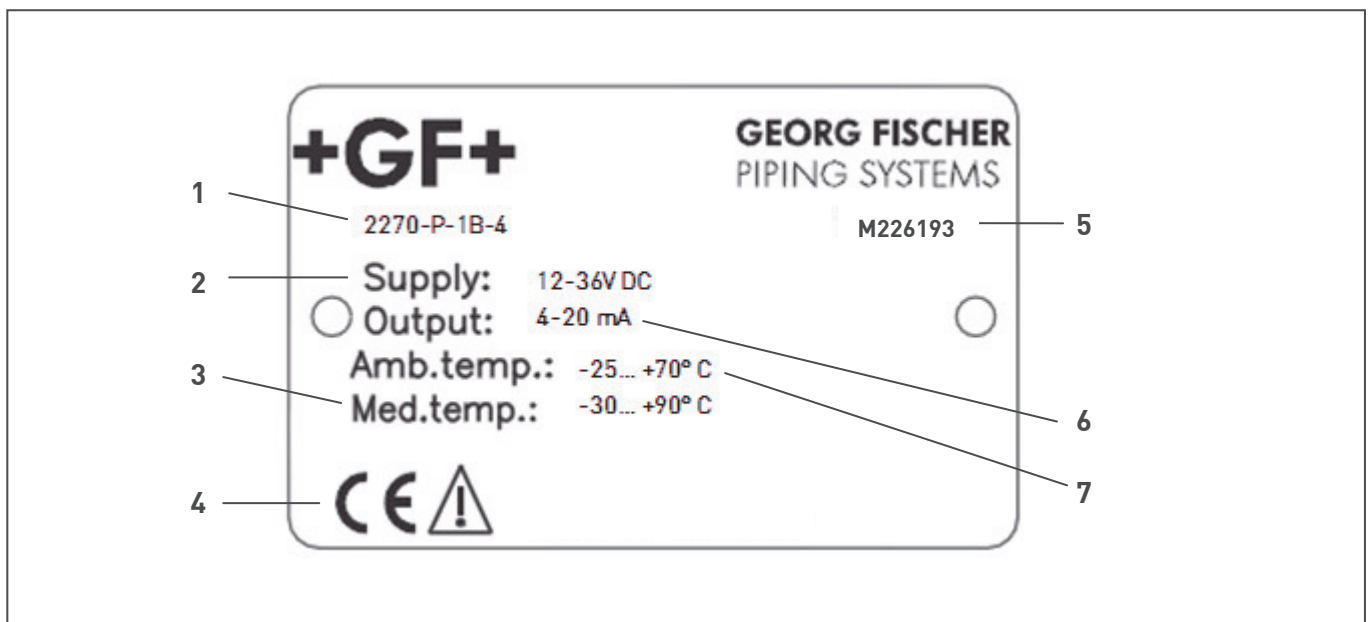 +GF+ GEORG FISCHER
PIPING SYSTEMS
1 2270-P-1B-4 M226193 5
2 Supply: 12-36V DC
Output: 4-20 mA
3 Amb.temp.: -25... +70° C
Med.temp.: -30... +90° C
6
4 CE 7